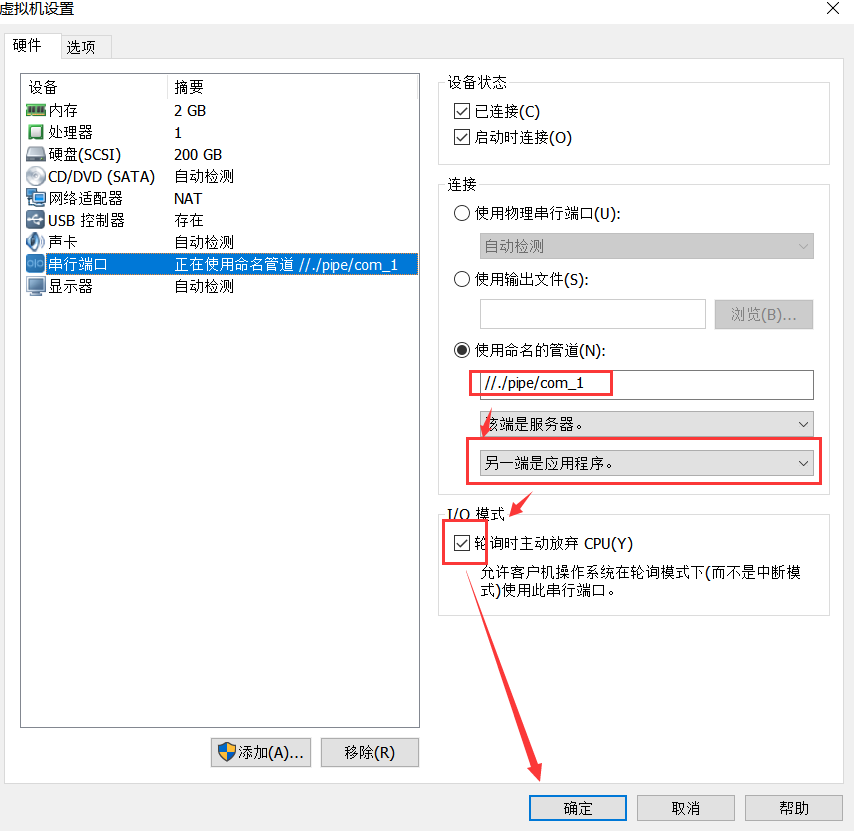 虚拟机设置
硬件 选项
设备 摘要
内存 2 GB
处理器 1
硬盘(SCSI) 200 GB
CD/DVD (SATA) 自动检测
网络适配器 NAT
USB 控制器 存在
声卡 自动检测
串行端口 正在使用命名管道 //./pipe/com_1
显示器 自动检测
添加(A)... 移除(R)
设备状态
已连接(C)
启动时连接(O)
连接
使用物理串行端口(U):
自动检测
使用输出文件(S):
浏览(B)...
使用命名的管道(N):
//./pipe/com_1
该端是服务器。
另一端是应用程序。
I/O 模式
轮询时主动放弃 CPU(Y)
允许客户机操作系统在轮询模式下(而不是中断模
式)使用此串行端口。
确定 取消 帮助